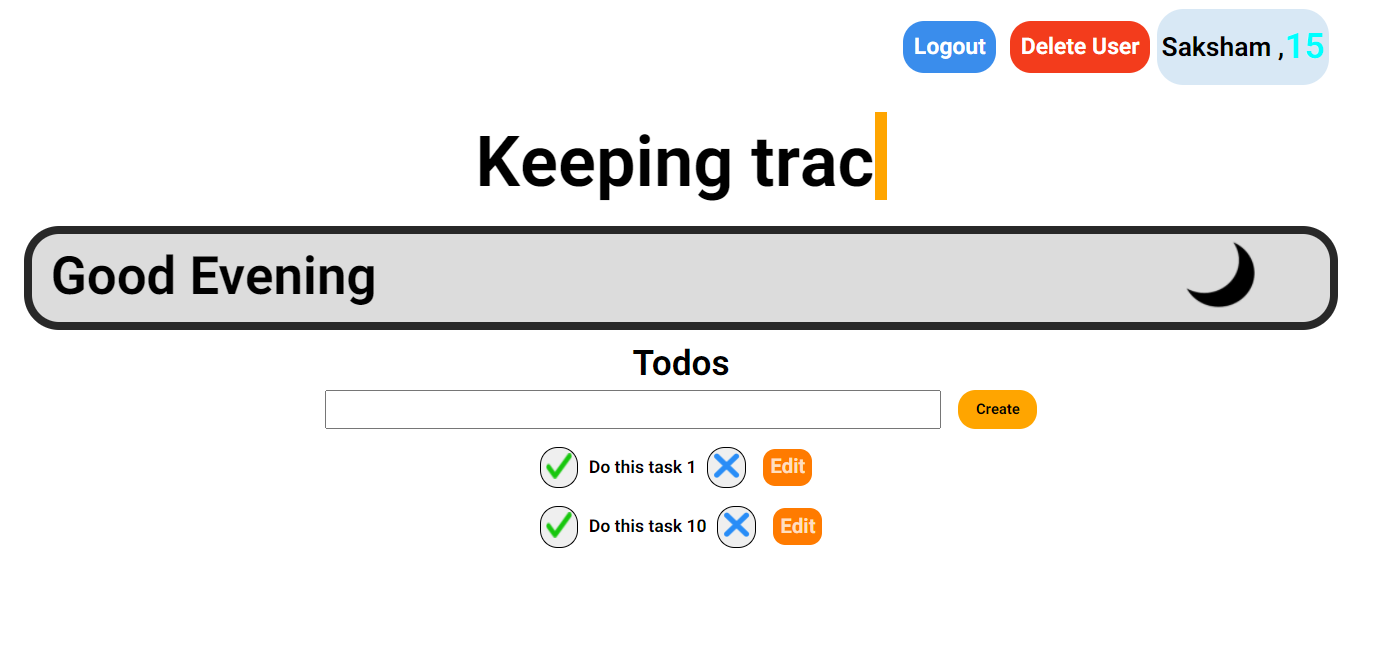 Logout Delete User Saksham ,15
Keeping trac
Good Evening
Todos
Create
Do this task 1 Edit
Do this task 10 Edit